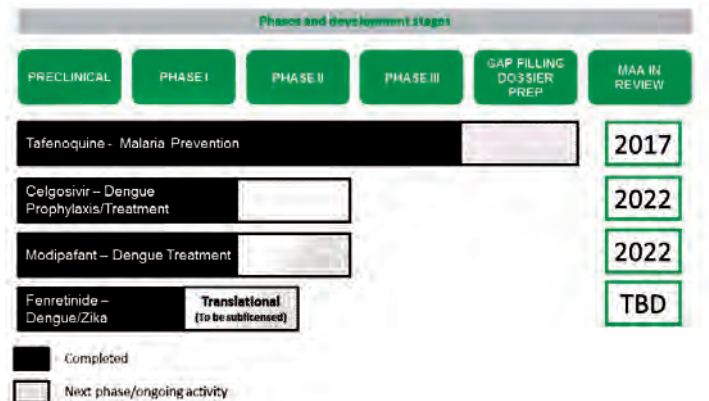 Phases and development stages
PRECLINICAL
PHASE I
PHASE II
PHASE III
GAP FILLING
DOSSIER
PREP
MAA IN
REVIEW
Tafenoquine - Malaria Prevention
2017
Celgosivir – Dengue
Prophylaxis/Treatment
2022
Modipafant – Dengue Treatment
2022
Fenretinide –
Dengue/Zika
Translational
(To be sublicensed)
TBD
Completed
Next phase/ongoing activity